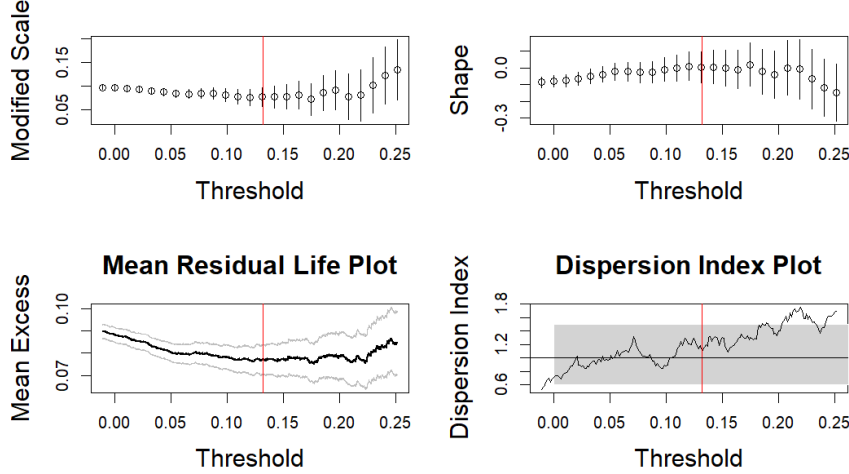 Modified Scale
0.05 0.15
0.00 0.05 0.10 0.15 0.20 0.25
Threshold
Shape
-0.3 0.0
0.00 0.05 0.10 0.15 0.20 0.25
Threshold
Mean Residual Life Plot
Mean Excess
0.07 0.10
0.00 0.05 0.10 0.15 0.20 0.25
Threshold
Dispersion Index Plot
Dispersion Index
0.6 1.2 1.8
0.00 0.05 0.10 0.15 0.20 0.25
Threshold